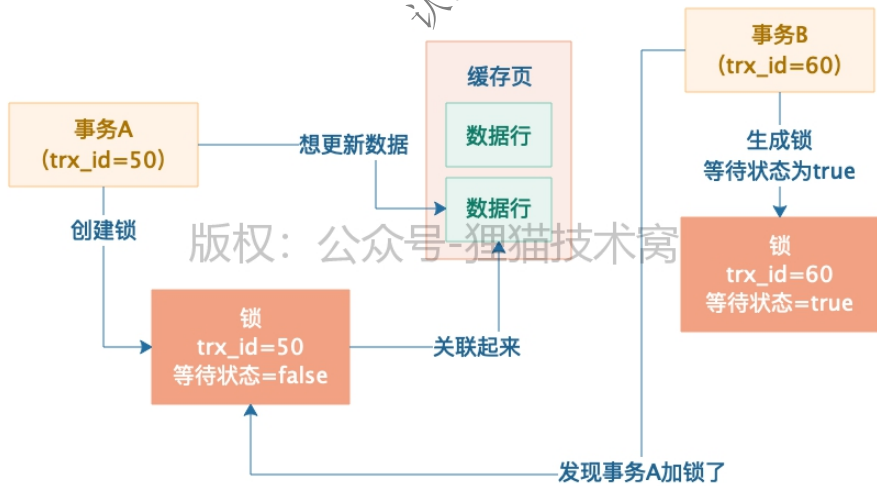 事务A
(trx_id=50)
创建锁
想更新数据
缓存页
数据行
数据行
事务B
(trx_id=60)
生成锁
等待状态为true
锁
trx_id=60
等待状态=true
锁
trx_id=50
等待状态=false
关联起来
发现事务A加锁了
版权：公众号-狸猫技术窝